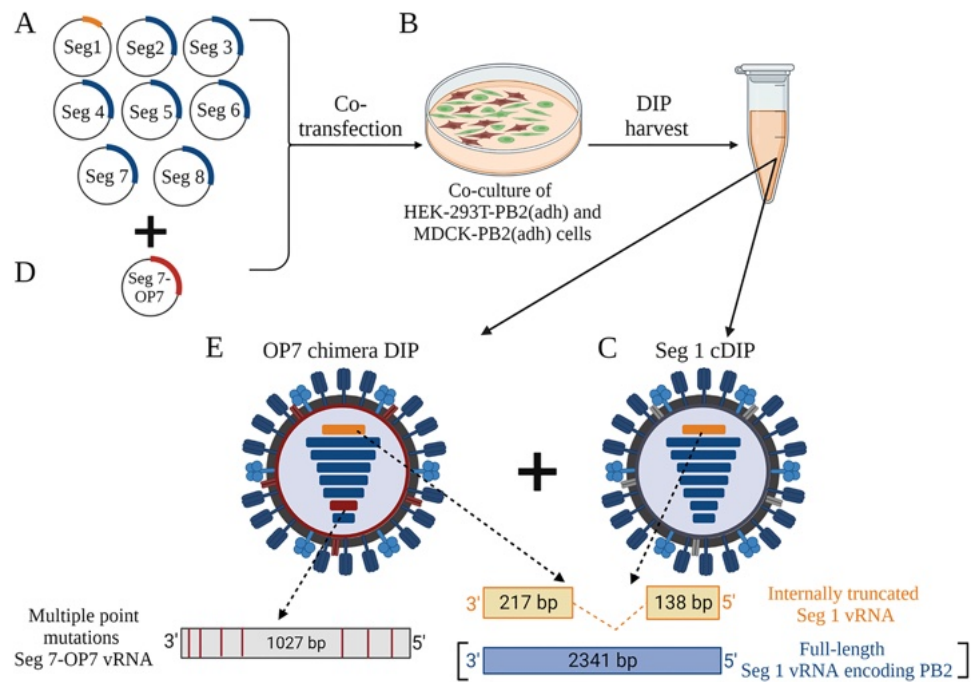 A
Seg1
Seg2
Seg 3
Seg 4
Seg 5
Seg 6
Seg 7
Seg 8
D
Seg 7-
OP7
Co-
transfection
B
Co-culture of
HEK-293T-PB2(adh) and
MDCK-PB2(adh) cells
DIP
harvest
E
OP7 chimera DIP
C
Seg 1 cDIP
Multiple point
mutations
Seg 7-OP7 vRNA
3' 1027 bp 5'
3' 217 bp 138 bp 5'
Internally truncated
Seg 1 vRNA
[3' 2341 bp 5'
Full-length
Seg 1 vRNA encoding PB2]